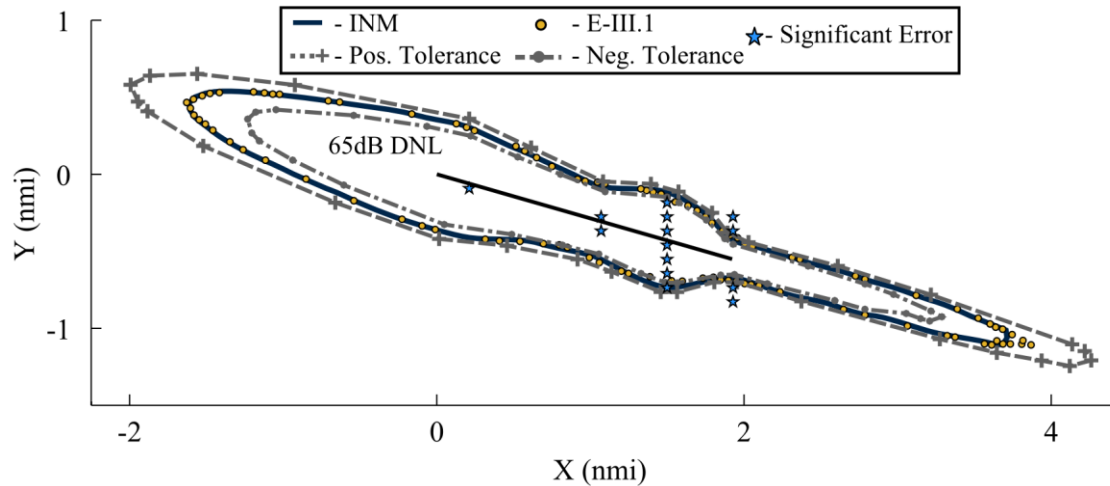 1
- INM
- E-III.1
- Significant Error
- Pos. Tolerance
- Neg. Tolerance
65dB DNL
0
Y (nmi)
-1
-2
0
2
4
X (nmi)